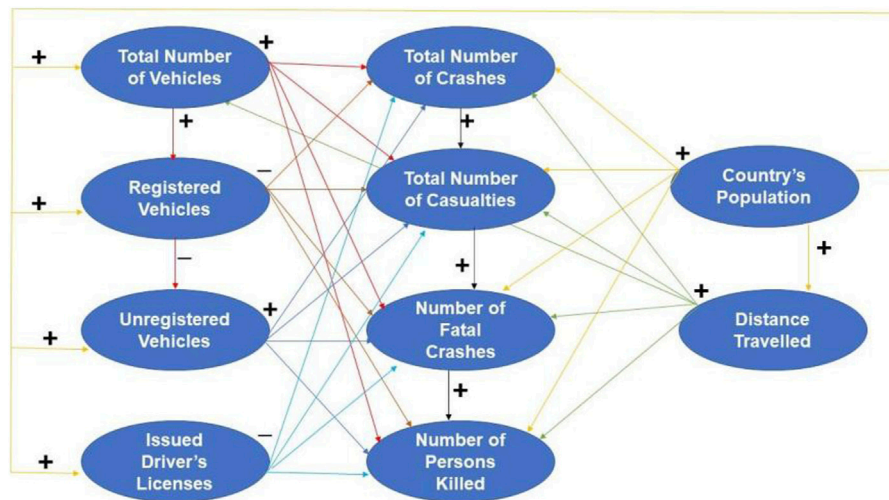 +
+
Total Number
of Vehicles
Total Number
of Crashes
+
+
+
–
Registered
Vehicles
Total Number
of Casualties
+
Country's
Population
+
–
+
+
+
Unregistered
Vehicles
+
Number of
Fatal
Crashes
+
Distance
Travelled
+
+
Issued
Driver's
Licenses
–
Number of
Persons
Killed